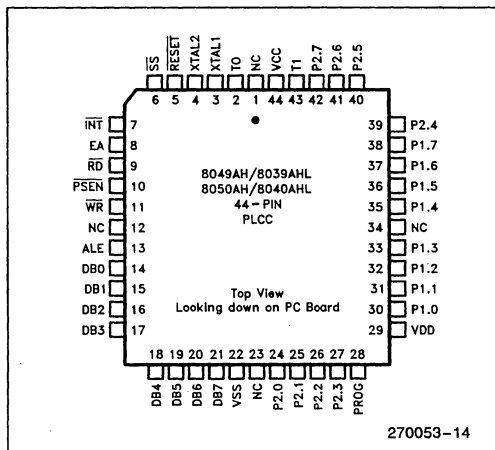 S̅S̅
R̅E̅S̅E̅T̅
XTAL2
XTAL1
T0
NC
VCC
T1
P2.7
P2.6
P2.5
6 5 4 3 2 1 44 43 42 41 40
I̅N̅T̅ 7
EA 8
R̅D̅ 9
P̅S̅E̅N̅ 10
W̅R̅ 11
NC 12
ALE 13
DB0 14
DB1 15
DB2 16
DB3 17
8049AH/8039AHL
8050AH/8040AHL
44-PIN
PLCC
Top View
Looking down on PC Board
39 P2.4
38 P1.7
37 P1.6
36 P1.5
35 P1.4
34 NC
33 P1.3
32 P1.2
31 P1.1
30 P1.0
29 VDD
18 19 20 21 22 23 24 25 26 27 28
DB4
DB5
DB6
DB7
VSS
NC
P2.0
P2.1
P2.2
P2.3
PROG
270053-14